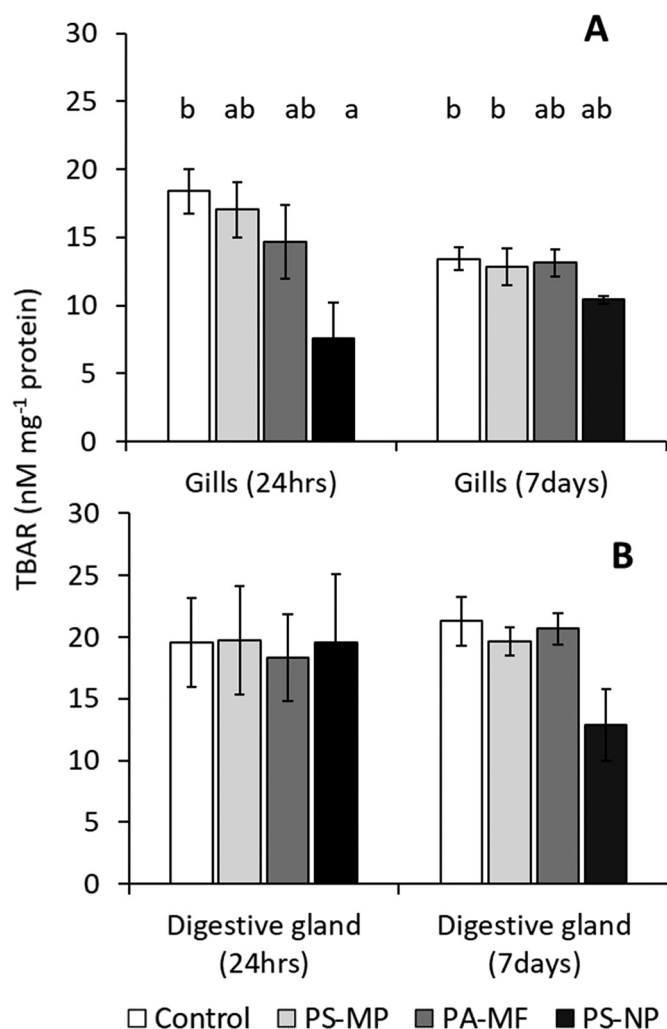 TBAR (nM mg⁻¹ protein)
A
30
25
20
15
10
5
0
b ab ab a b b ab ab
Gills (24hrs) Gills (7days)
B
30
25
20
15
10
5
0
Digestive gland Digestive gland
(24hrs) (7days)
Control PS-MP PA-MF PS-NP